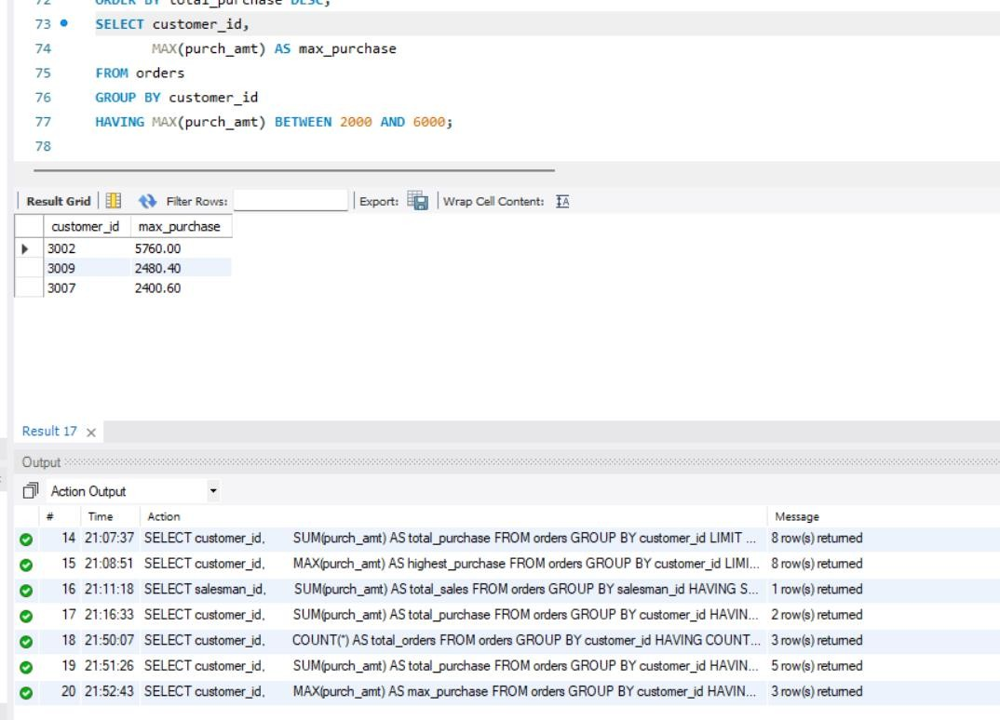 72 ORDER BY total_purchase DESC;
73 SELECT customer_id,
74 MAX(purch_amt) AS max_purchase
75 FROM orders
76 GROUP BY customer_id
77 HAVING MAX(purch_amt) BETWEEN 2000 AND 6000;
78
Result Grid Filter Rows: Export: Wrap Cell Content: IA
customer_id max_purchase
3002 5760.00
3009 2480.40
3007 2400.60
Result 17 ×
Output
Action Output
# Time Action Message
14 21:07:37 SELECT customer_id, SUM(purch_amt) AS total_purchase FROM orders GROUP BY customer_id LIMIT ... 8 row(s) returned
15 21:08:51 SELECT customer_id, MAX(purch_amt) AS highest_purchase FROM orders GROUP BY customer_id LIMI... 8 row(s) returned
16 21:11:18 SELECT salesman_id, SUM(purch_amt) AS total_sales FROM orders GROUP BY salesman_id HAVING S... 1 row(s) returned
17 21:16:33 SELECT customer_id, SUM(purch_amt) AS total_purchase FROM orders GROUP BY customer_id HAVIN... 2 row(s) returned
18 21:50:07 SELECT customer_id, COUNT(*) AS total_orders FROM orders GROUP BY customer_id HAVING COUNT... 3 row(s) returned
19 21:51:26 SELECT customer_id, SUM(purch_amt) AS total_purchase FROM orders GROUP BY customer_id HAVIN... 5 row(s) returned
20 21:52:43 SELECT customer_id, MAX(purch_amt) AS max_purchase FROM orders GROUP BY customer_id HAVIN... 3 row(s) returned